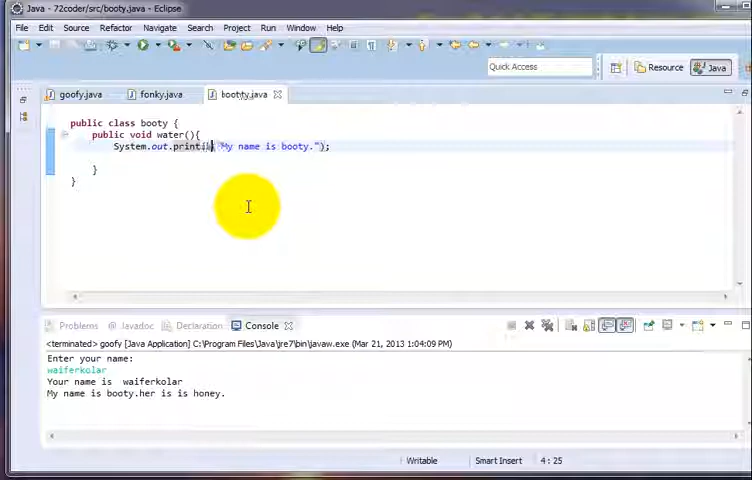 Java - 72coder/src/booty.java - Eclipse
File Edit Source Refactor Navigate Search Project Run Window Help
Quick Access Resource Java
goofy.java fonky.java booty.java
public class booty {
public void water(){
System.out.println("My name is booty.");
}
}
Problems Javadoc Declaration Console
<terminated> goofy [Java Application] C:\Program Files\Java\jre7\bin\javaw.exe (Mar 21, 2013 1:04:09 PM)
Enter your name:
waiferkolar
Your name is  waiferkolar
My name is booty.her is is honey.
Writable Smart Insert 4 : 25